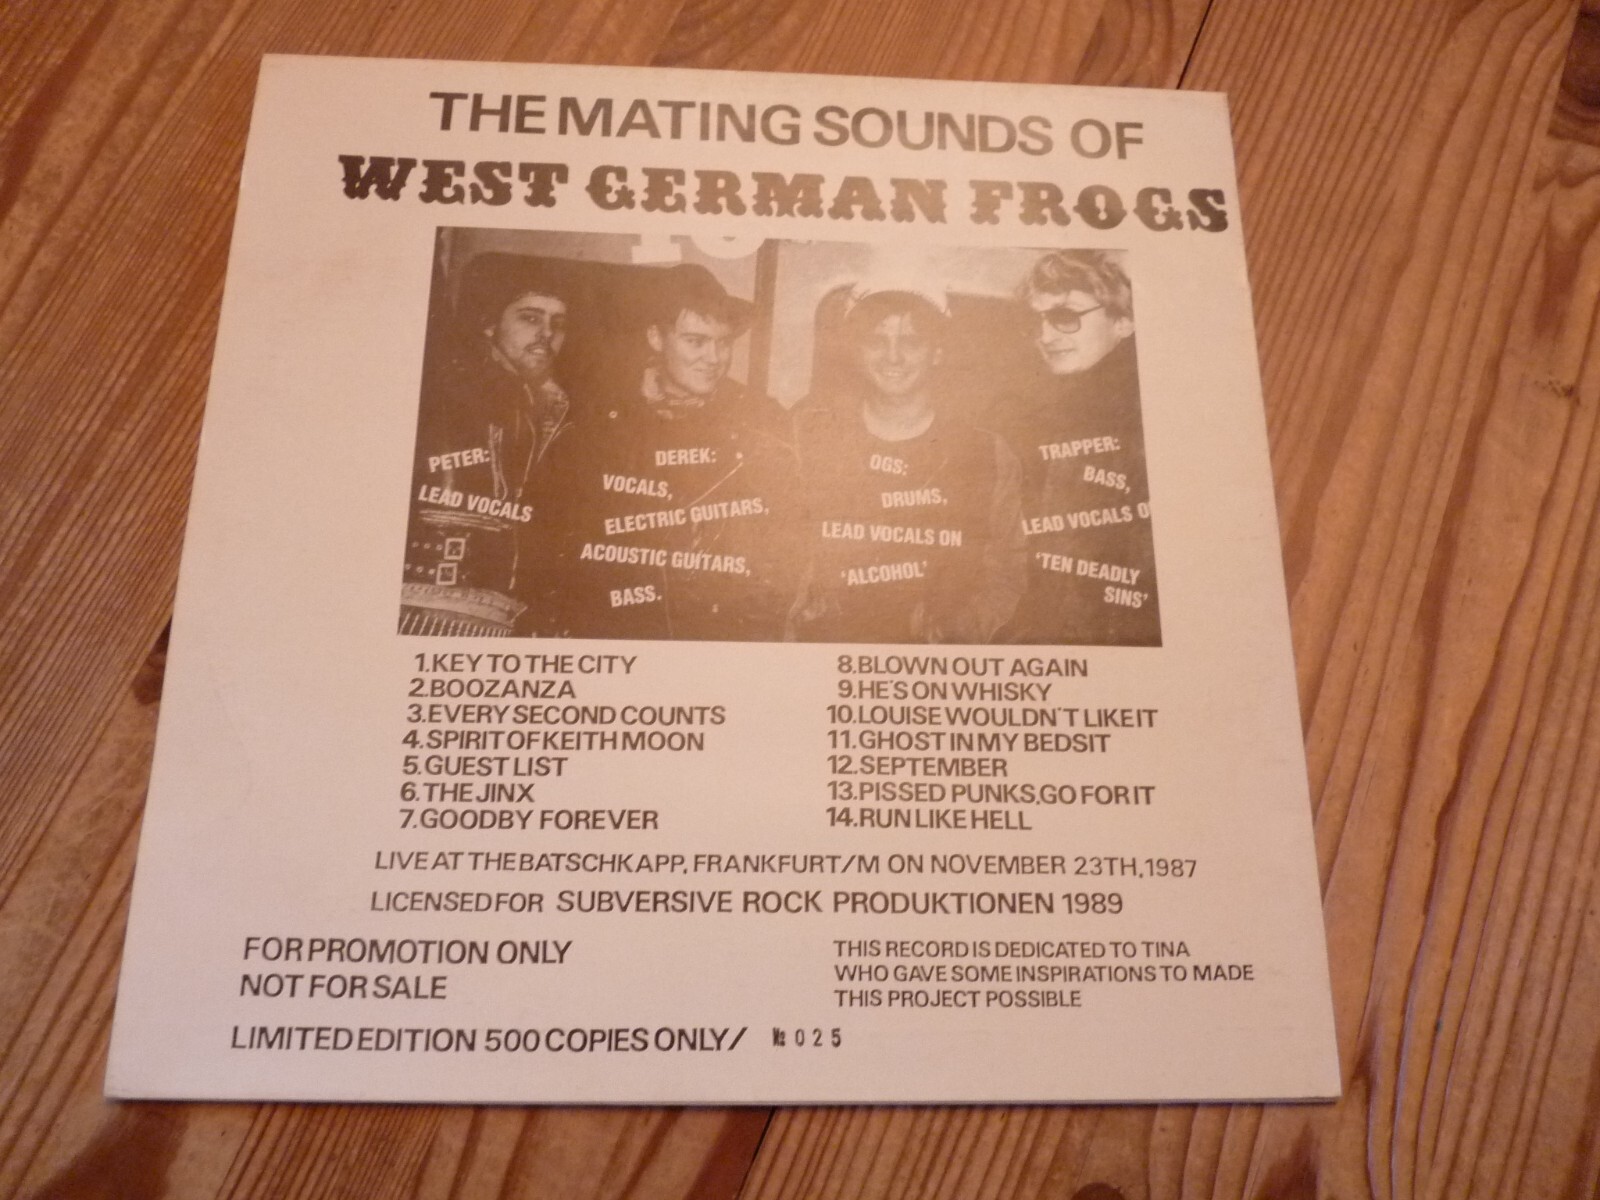 THE MATING SOUNDS OF
WEST GERMAN FROGS
PETER:
LEAD VOCALS
DEREK:
VOCALS,
ELECTRIC GUITARS,
ACOUSTIC GUITARS,
BASS.
OGS:
DRUMS,
LEAD VOCALS ON
'ALCOHOL'
TRAPPER:
BASS,
LEAD VOCALS O
'TEN DEADLY
SINS'
1.KEY TO THE CITY
2.BOOZANZA
3.EVERY SECOND COUNTS
4.SPIRIT OF KEITH MOON
5.GUEST LIST
6.THE JINX
7.GOODBY FOREVER
8.BLOWN OUT AGAIN
9.HE'S ON WHISKY
10.LOUISE WOULDN'T LIKE IT
11.GHOST IN MY BEDSIT
12.SEPTEMBER
13.PISSED PUNKS,GO FOR IT
14.RUN LIKE HELL
LIVE AT THE BATSCHKAPP, FRANKFURT/M ON NOVEMBER 23TH,1987
LICENSED FOR SUBVERSIVE ROCK PRODUKTIONEN 1989
FOR PROMOTION ONLY
NOT FOR SALE
THIS RECORD IS DEDICATED TO TINA
WHO GAVE SOME INSPIRATIONS TO MADE
THIS PROJECT POSSIBLE
LIMITED EDITION 500 COPIES ONLY/ № 025